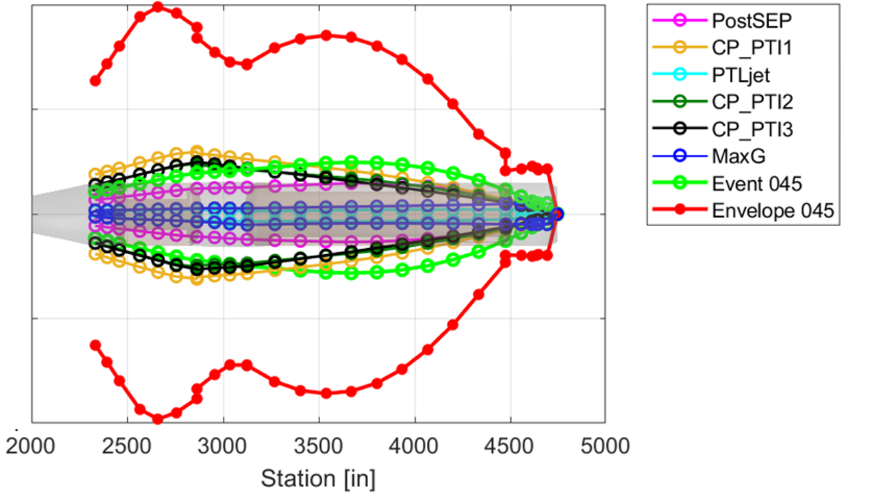 PostSEP
CP_PTI1
PTLjet
CP_PTI2
CP_PTI3
MaxG
Event 045
Envelope 045
2000 2500 3000 3500 4000 4500 5000
Station [in]